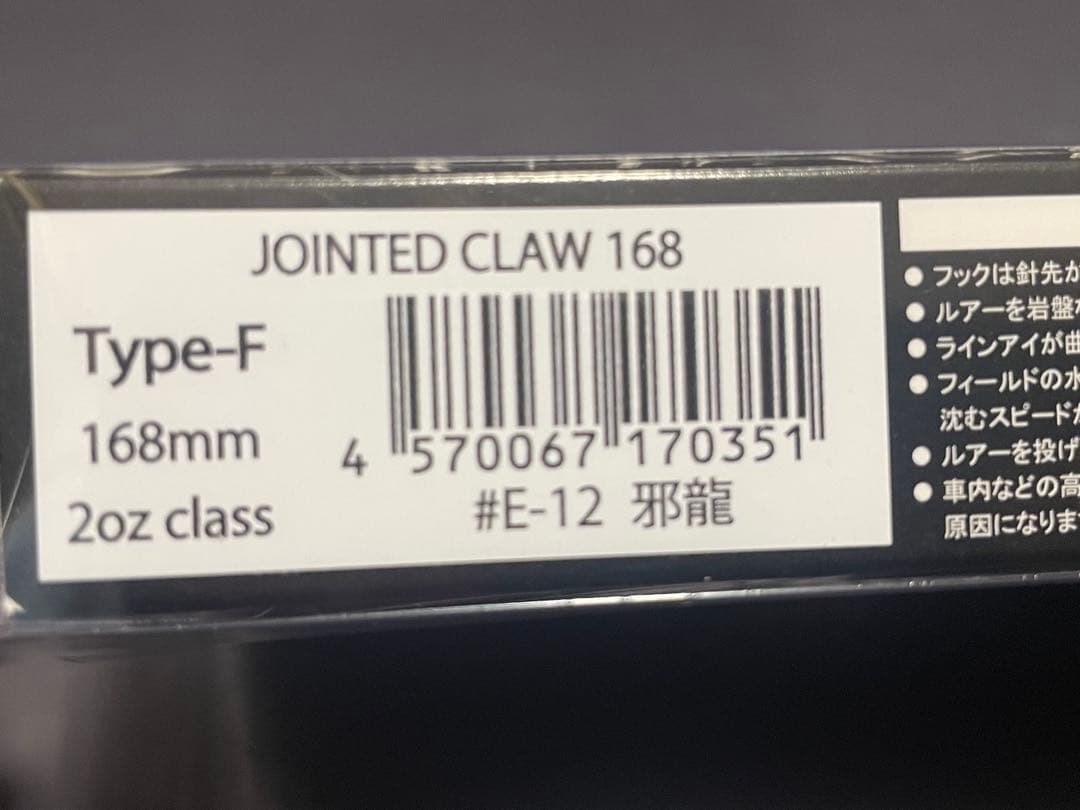 JOINTED CLAW 168
Type-F
168mm
2oz class
4 570067 170351
#E-12 邪龍
● フックは針先が
● ルアーを岩盤
● ラインアイが曲
● フィールドの水
沈むスピードが
● ルアーを投げ
● 車内などの高
原因になりま